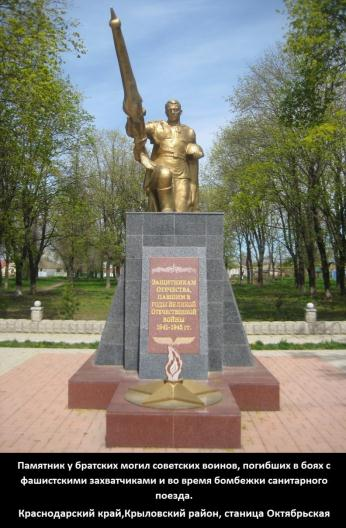 ЗАЩИТНИКАМ
ОТЕЧЕСТВА,
ПАВШИМ В
ГОДЫ ВЕЛИКОЙ
ОТЕЧЕСТВЕННОЙ
ВОЙНЫ
1941-1945 ГГ.
Памятник у братских могил советских воинов, погибших в боях с
фашистскими захватчиками и во время бомбежки санитарного
поезда.
Краснодарский край,Крыловский район, станица Октябрьская